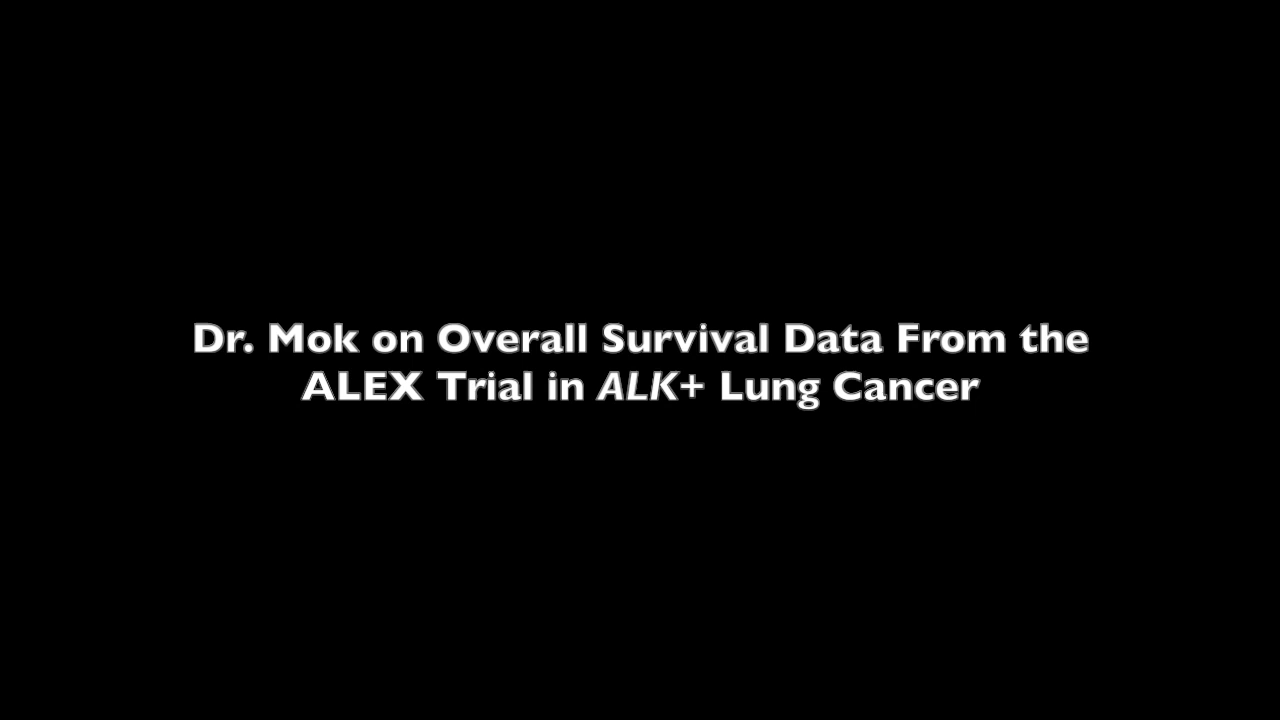 Dr. Mok on Overall Survival Data From the
ALEX Trial in ALK+ Lung Cancer